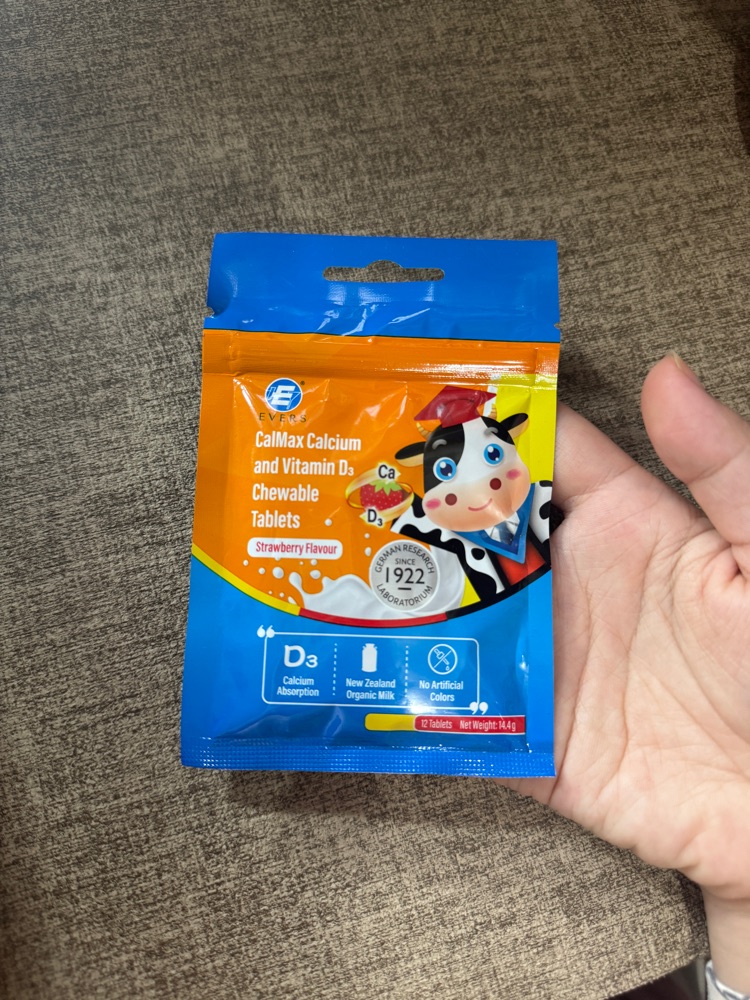 E
EVERS
CalMax Calcium
and Vitamin D₃
Chewable
Tablets
Strawberry Flavour
Ca
D₃
GERMAN RESEARCH
SINCE
1922
LABORATORIUM
D₃
Calcium
Absorption
New Zealand
Organic Milk
No Artificial
Colors
12 Tablets Net Weight: 14.4g